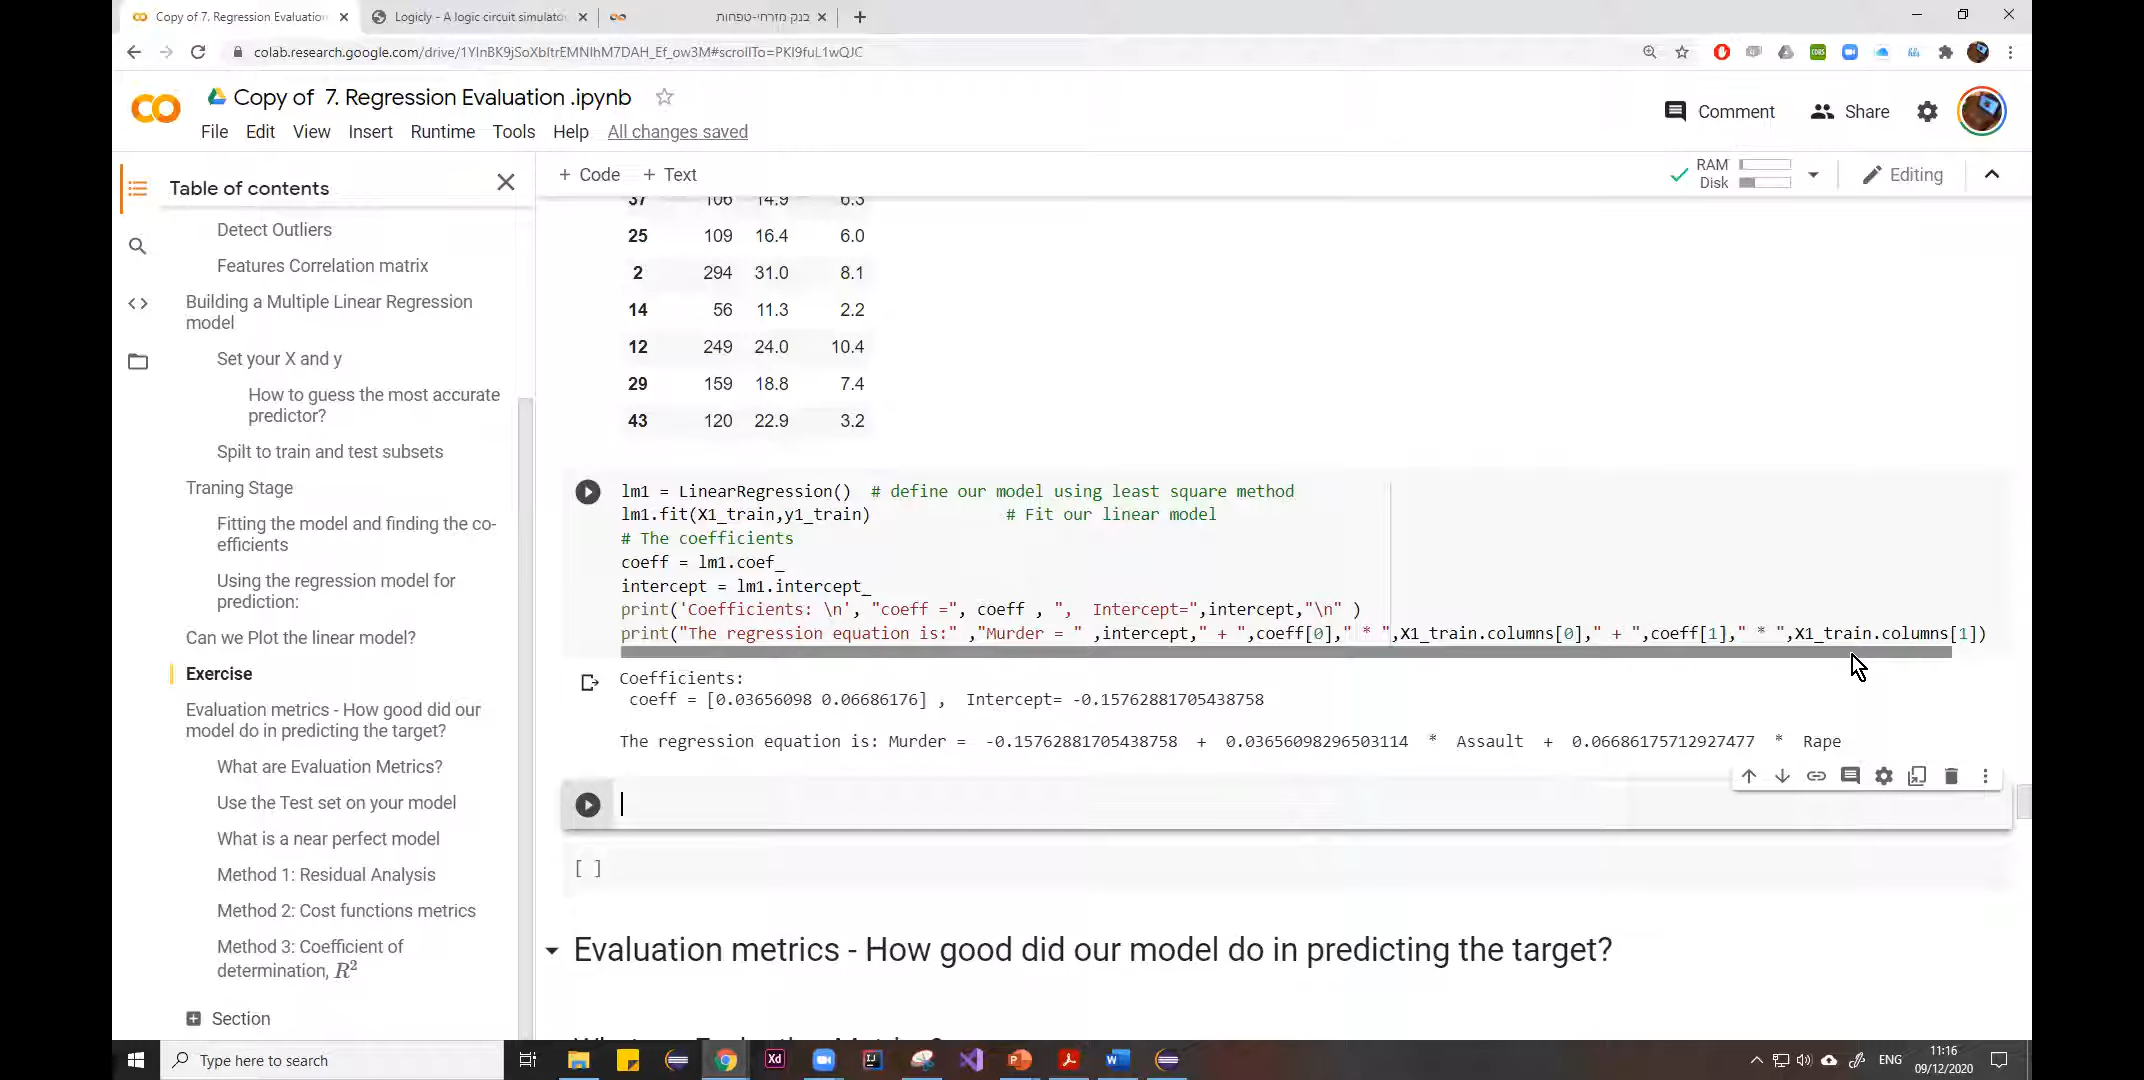 Copy of 7. Regression Evaluation
Logicly - A logic circuit simulato
בנק מזרחי-טפחות
colab.research.google.com/drive/1YlnBK9jSoXbltrEMNlhM7DAH_Ef_ow3M#scrollTo=PKl9fuL1wQJC
Copy of 7. Regression Evaluation .ipynb
Comment
Share
File Edit View Insert Runtime Tools Help All changes saved
Table of contents
+ Code + Text
RAM
Disk
Editing
Detect Outliers
Features Correlation matrix
Building a Multiple Linear Regression
model
Set your X and y
How to guess the most accurate
predictor?
Spilt to train and test subsets
Traning Stage
Fitting the model and finding the co-
efficients
Using the regression model for
prediction:
Can we Plot the linear model?
Exercise
Evaluation metrics - How good did our
model do in predicting the target?
What are Evaluation Metrics?
Use the Test set on your model
What is a near perfect model
Method 1: Residual Analysis
Method 2: Cost functions metrics
Method 3: Coefficient of
determination, R²
Section
37 106 14.9 6.3
25 109 16.4 6.0
2 294 31.0 8.1
14 56 11.3 2.2
12 249 24.0 10.4
29 159 18.8 7.4
43 120 22.9 3.2
lm1 = LinearRegression() # define our model using least square method
lm1.fit(X1_train,y1_train) # Fit our linear model
# The coefficients
coeff = lm1.coef_
intercept = lm1.intercept_
print('Coefficients: \n', "coeff =", coeff , ", Intercept=",intercept,"\n" )
print("The regression equation is:" ,"Murder = " ,intercept," + ",coeff[0]," * ",X1_train.columns[0]," + ",coeff[1]," * ",X1_train.columns[1])
Coefficients:
coeff = [0.03656098 0.06686176] , Intercept= -0.15762881705438758
The regression equation is: Murder = -0.15762881705438758 + 0.03656098296503114 * Assault + 0.06686175712927477 * Rape
[ ]
Evaluation metrics - How good did our model do in predicting the target?
Type here to search
Xd
ENG
11:16
09/12/2020